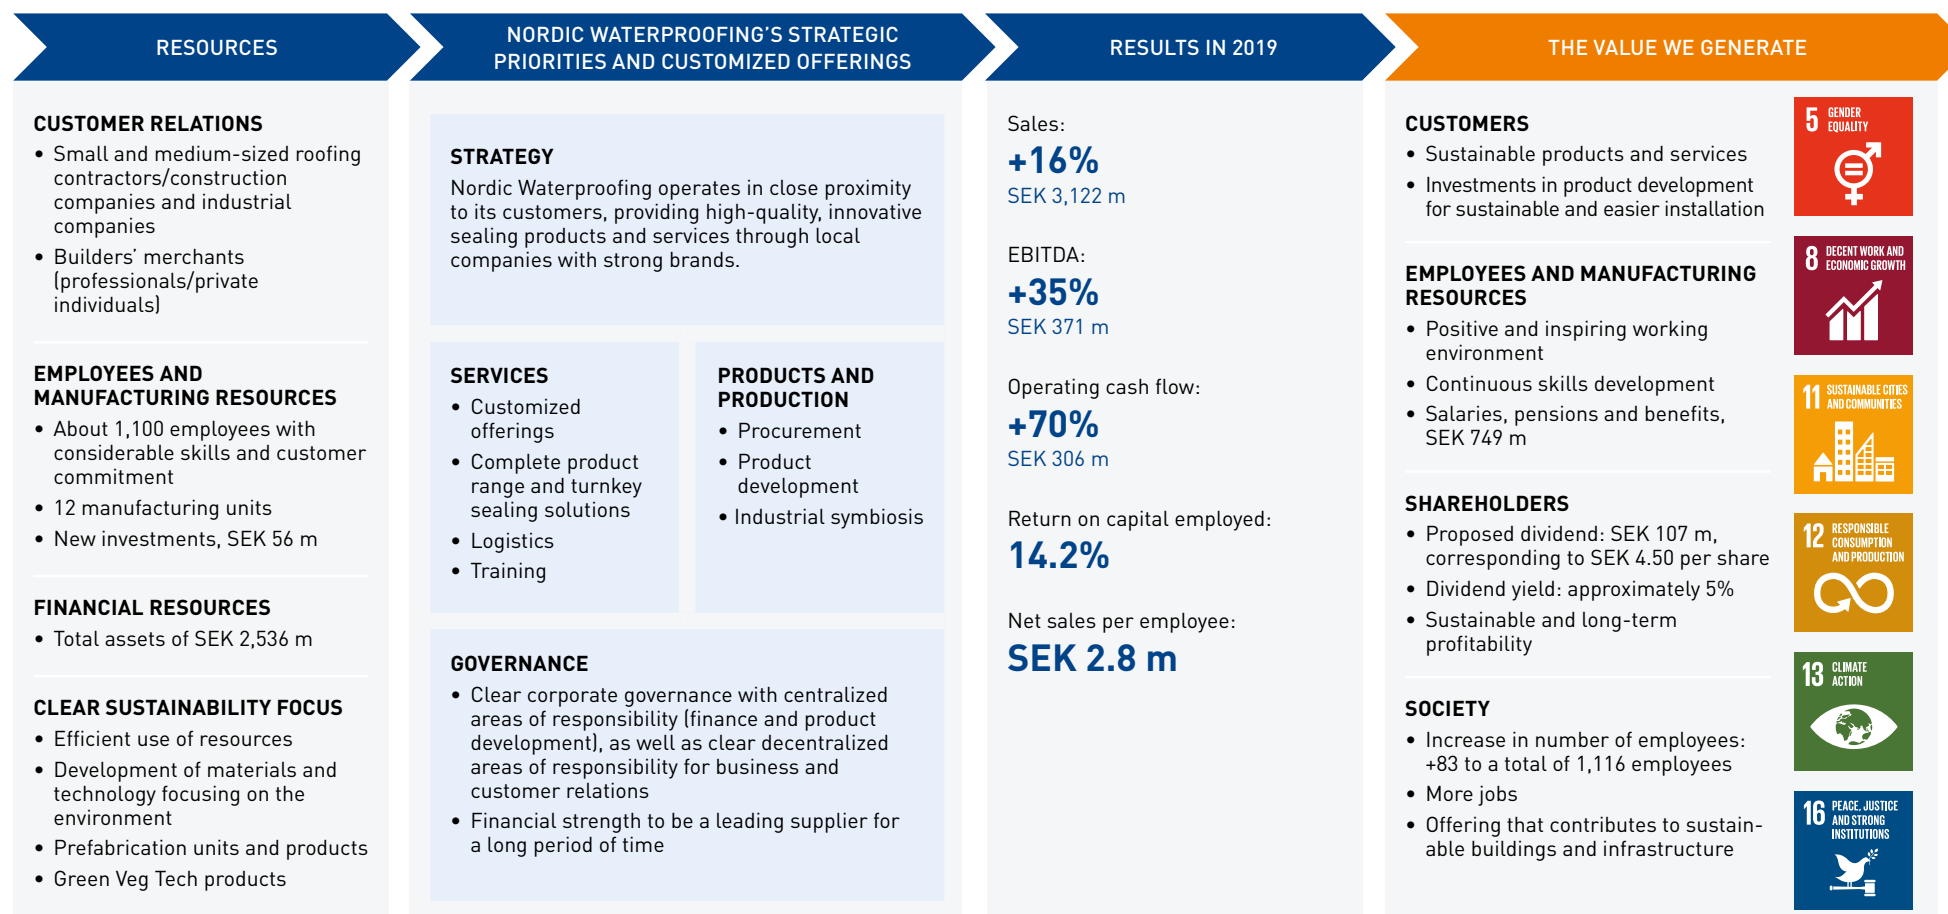 RESOURCES
CUSTOMER RELATIONS
• Small and medium-sized roofing
contractors/construction
companies and industrial
companies
• Builders’ merchants
(professionals/private
individuals)
EMPLOYEES AND
MANUFACTURING RESOURCES
• About 1,100 employees with
considerable skills and customer
commitment
• 12 manufacturing units
• New investments, SEK 56 m
FINANCIAL RESOURCES
• Total assets of SEK 2,536 m
CLEAR SUSTAINABILITY FOCUS
• Efficient use of resources
• Development of materials and
technology focusing on the
environment
• Prefabrication units and products
• Green Veg Tech products
NORDIC WATERPROOFING’S STRATEGIC
PRIORITIES AND CUSTOMIZED OFFERINGS
STRATEGY
Nordic Waterproofing operates in close proximity
to its customers, providing high-quality, innovative
sealing products and services through local
companies with strong brands.
SERVICES
• Customized
offerings
• Complete product
range and turnkey
sealing solutions
• Logistics
• Training
PRODUCTS AND
PRODUCTION
• Procurement
• Product
development
• Industrial symbiosis
GOVERNANCE
• Clear corporate governance with centralized
areas of responsibility (finance and product
development), as well as clear decentralized
areas of responsibility for business and
customer relations
• Financial strength to be a leading supplier for
a long period of time
RESULTS IN 2019
Sales:
+16%
SEK 3,122 m
EBITDA:
+35%
SEK 371 m
Operating cash flow:
+70%
SEK 306 m
Return on capital employed:
14.2%
Net sales per employee:
SEK 2.8 m
THE VALUE WE GENERATE
CUSTOMERS
• Sustainable products and services
• Investments in product development
for sustainable and easier installation
EMPLOYEES AND MANUFACTURING
RESOURCES
• Positive and inspiring working
environment
• Continuous skills development
• Salaries, pensions and benefits,
SEK 749 m
SHAREHOLDERS
• Proposed dividend: SEK 107 m,
corresponding to SEK 4.50 per share
• Dividend yield: approximately 5%
• Sustainable and long-term
profitability
SOCIETY
• Increase in number of employees:
+83 to a total of 1,116 employees
• More jobs
• Offering that contributes to sustain-
able buildings and infrastructure
5 GENDER
EQUALITY
8 DECENT WORK AND
ECONOMIC GROWTH
11 SUSTAINABLE CITIES
AND COMMUNITIES
12 RESPONSIBLE
CONSUMPTION
AND PRODUCTION
13 CLIMATE
ACTION
16 PEACE, JUSTICE
AND STRONG
INSTITUTIONS